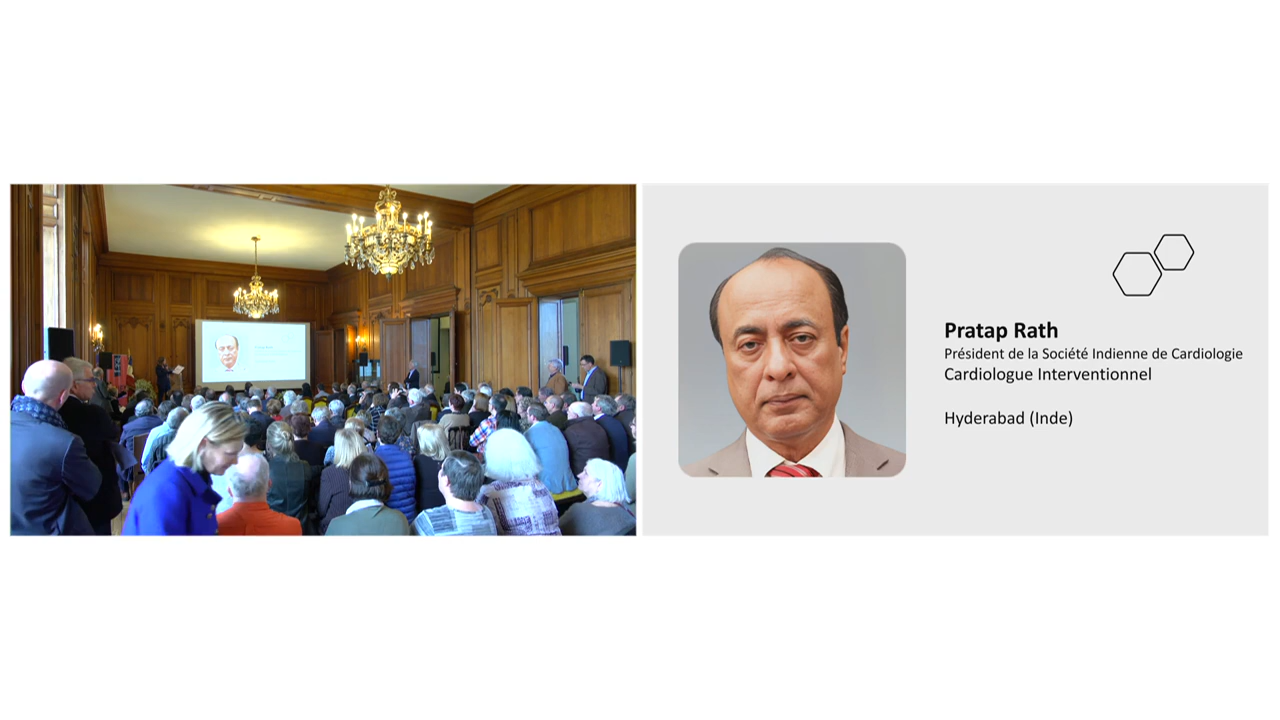 Pratap Rath
Président de la Société Indienne de Cardiologie
Cardiologue Interventionnel
Hyderabad (Inde)